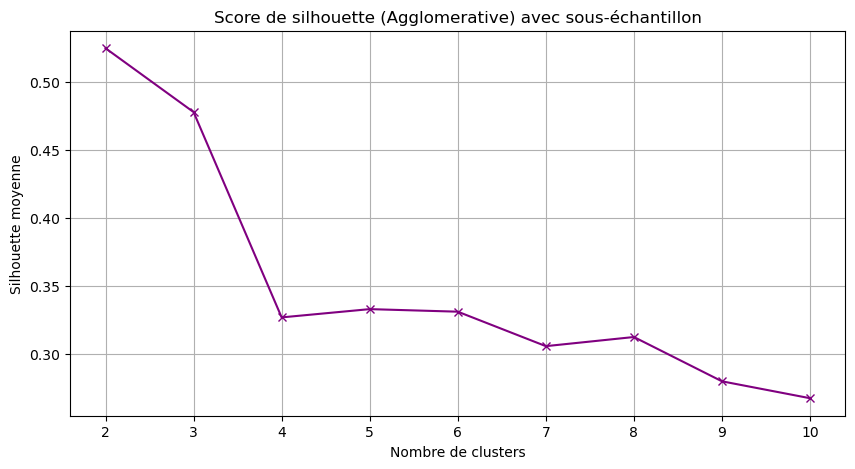 Score de silhouette (Agglomerative) avec sous-échantillon
Silhouette moyenne
0.50
0.45
0.40
0.35
0.30
2 3 4 5 6 7 8 9 10
Nombre de clusters